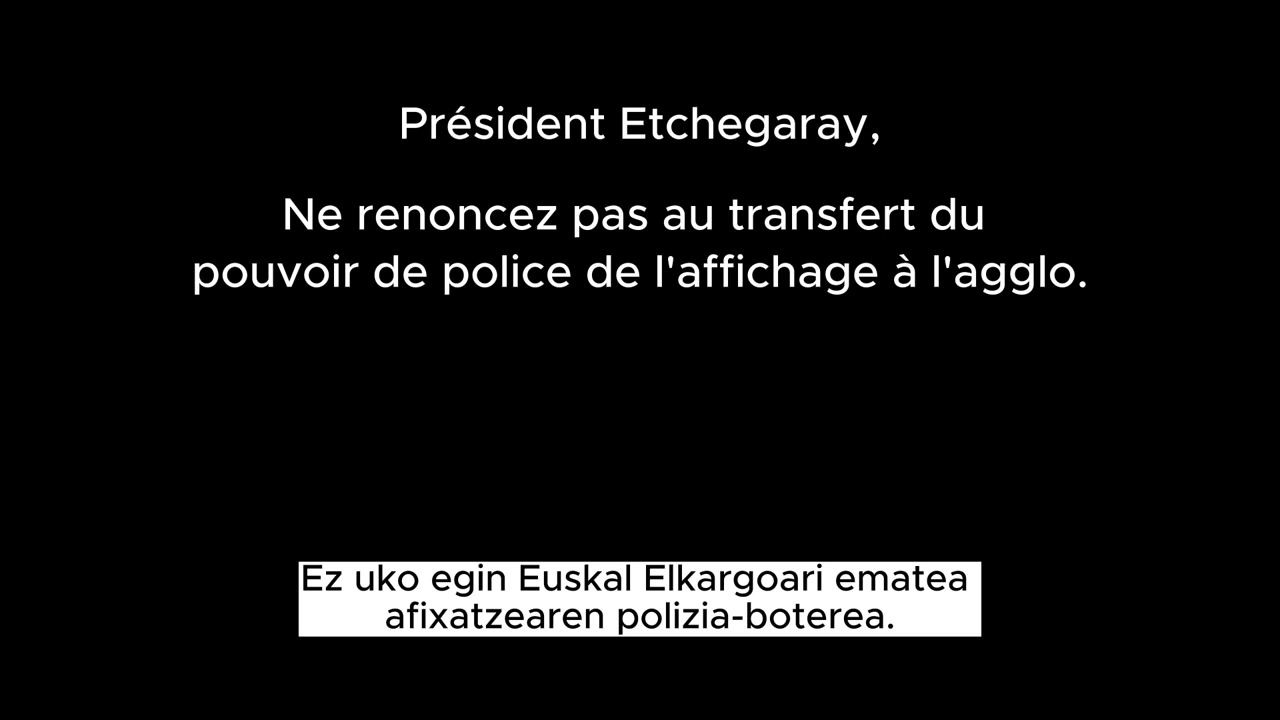 Président Etchegaray,
Ne renoncez pas au transfert du
pouvoir de police de l'affichage à l'agglo.
Ez uko egin Euskal Elkargoari ematea
afixatzearen polizia-boterea.